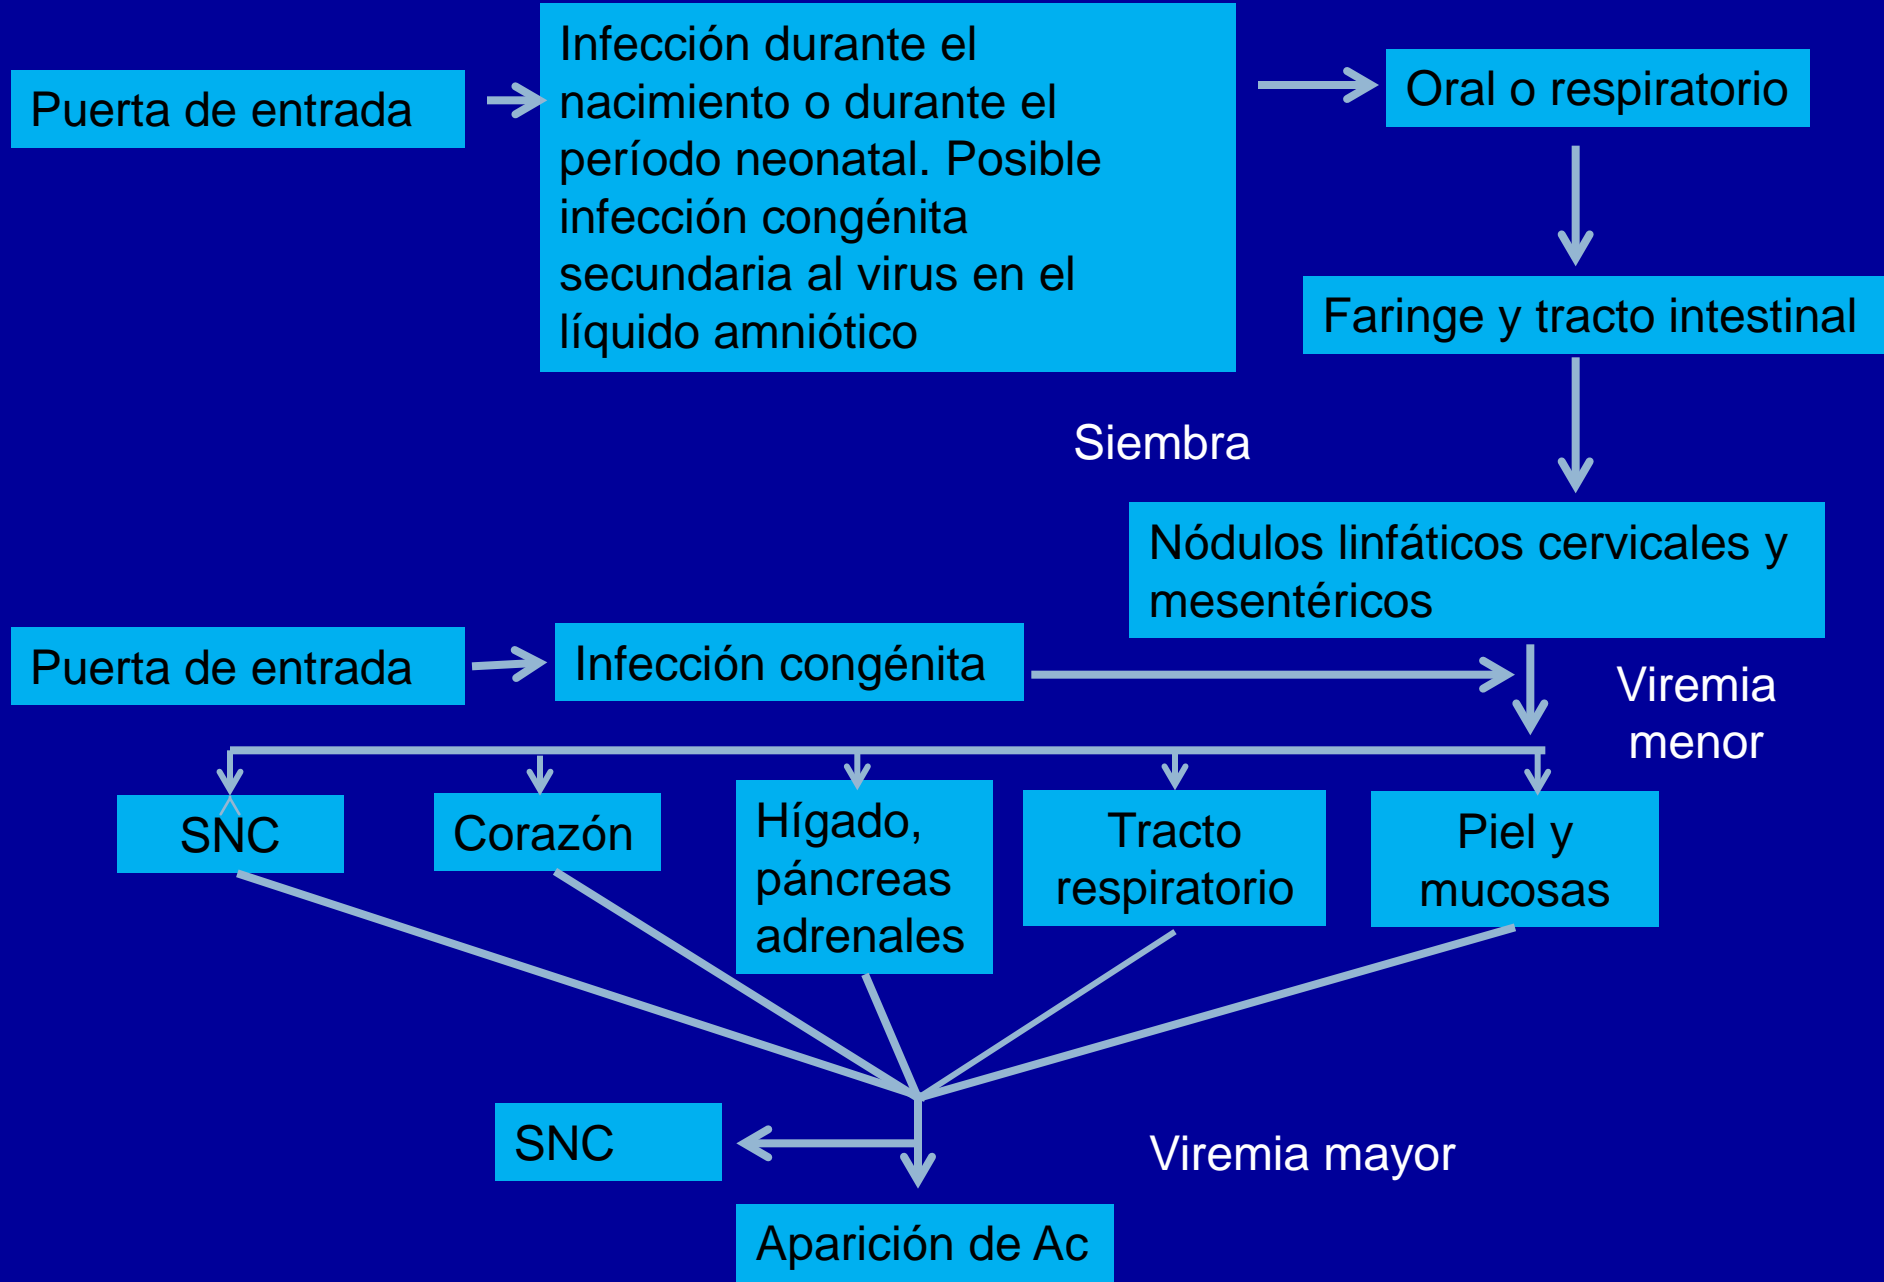 Puerta de entrada
Infección durante el
nacimiento o durante el
período neonatal. Posible
infección congénita
secundaria al virus en el
líquido amniótico
Oral o respiratorio
Faringe y tracto intestinal
Siembra
Nódulos linfáticos cervicales y
mesentéricos
Puerta de entrada
Infección congénita
Viremia
menor
SNC
Corazón
Hígado,
páncreas
adrenales
Tracto
respiratorio
Piel y
mucosas
SNC
Viremia mayor
Aparición de Ac